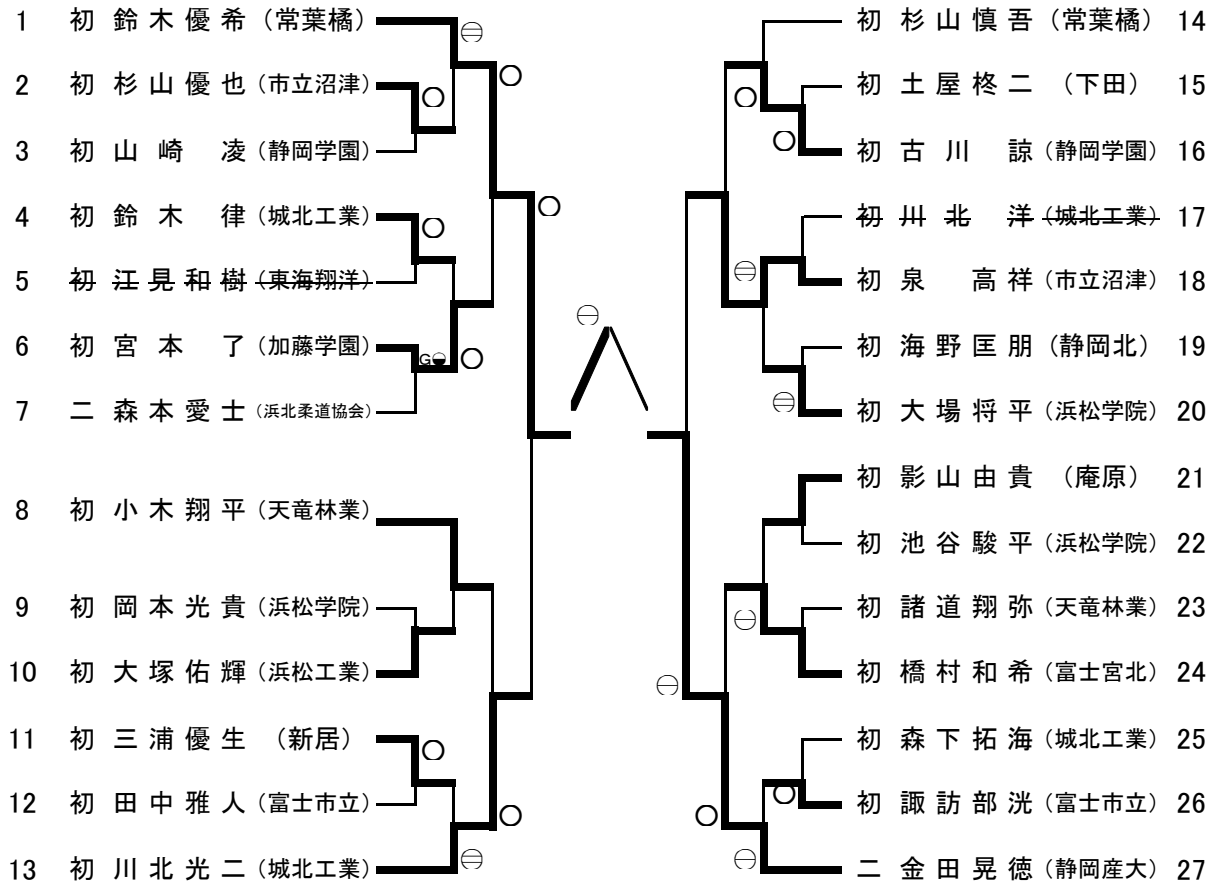 1 初 鈴木優希（常葉橘）
2 初 杉山優也（市立沼津）
3 初 山崎 凌（静岡学園）
4 初 鈴木 律（城北工業）
5 初 江見和樹（東海翔洋）
6 初 宮本 了（加藤学園）
G
7 二 森本愛士（浜北柔道協会）
8 初 小木翔平（天竜林業）
9 初 岡本光貴（浜松学院）
10 初 大塚佑輝（浜松工業）
11 初 三浦優生（新居）
12 初 田中雅人（富士市立）
13 初 川北光二（城北工業）
初 杉山慎吾（常葉橘） 14
初 土屋柊二（下田） 15
初 古川 諒（静岡学園） 16
初 川北 洋（城北工業） 17
初 泉 高祥（市立沼津） 18
初 海野匡朋（静岡北） 19
初 大場将平（浜松学院） 20
初 影山由貴（庵原） 21
初 池谷駿平（浜松学院） 22
初 諸道翔弥（天竜林業） 23
初 橋村和希（富士宮北） 24
初 森下拓海（城北工業） 25
初 諏訪部洸（富士市立） 26
二 金田晃徳（静岡産大） 27